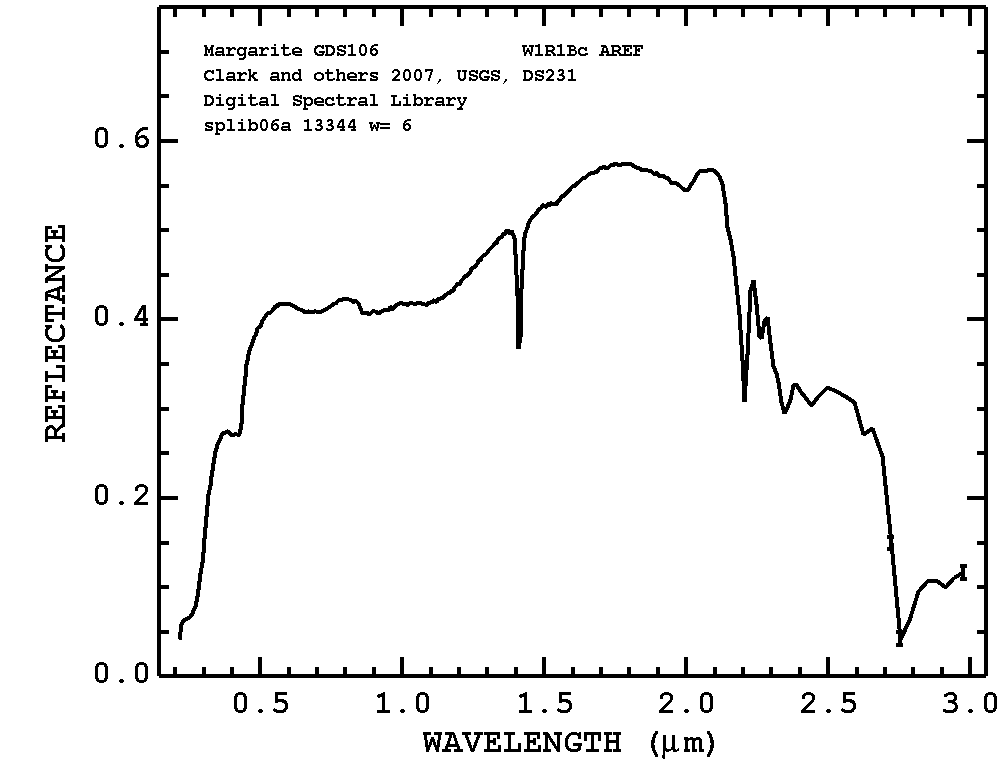 Margarite GDS106 W1R1Bc AREF
Clark and others 2007, USGS, DS231
Digital Spectral Library
splib06a 13344 w= 6
REFLECTANCE
0.6
0.4
0.2
0.0
0.5 1.0 1.5 2.0 2.5 3.0
WAVELENGTH (μm)